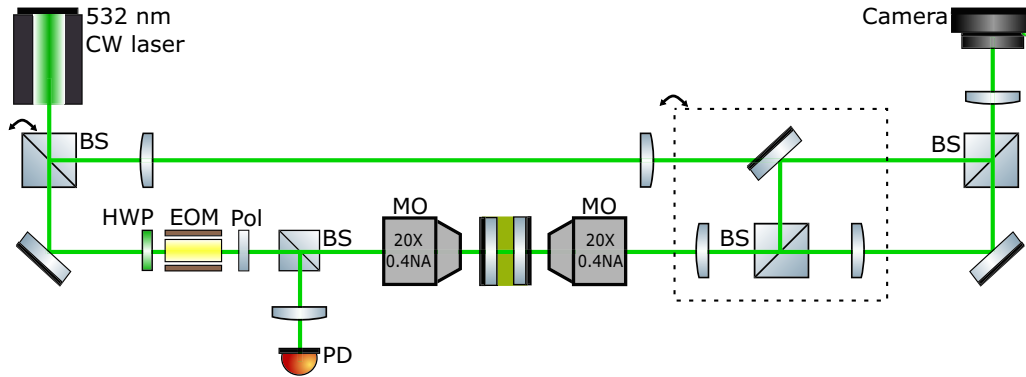 532 nm
CW laser
Camera
BS
BS
HWP
EOM
Pol
BS
MO
20X
0.4NA
MO
20X
0.4NA
BS
PD